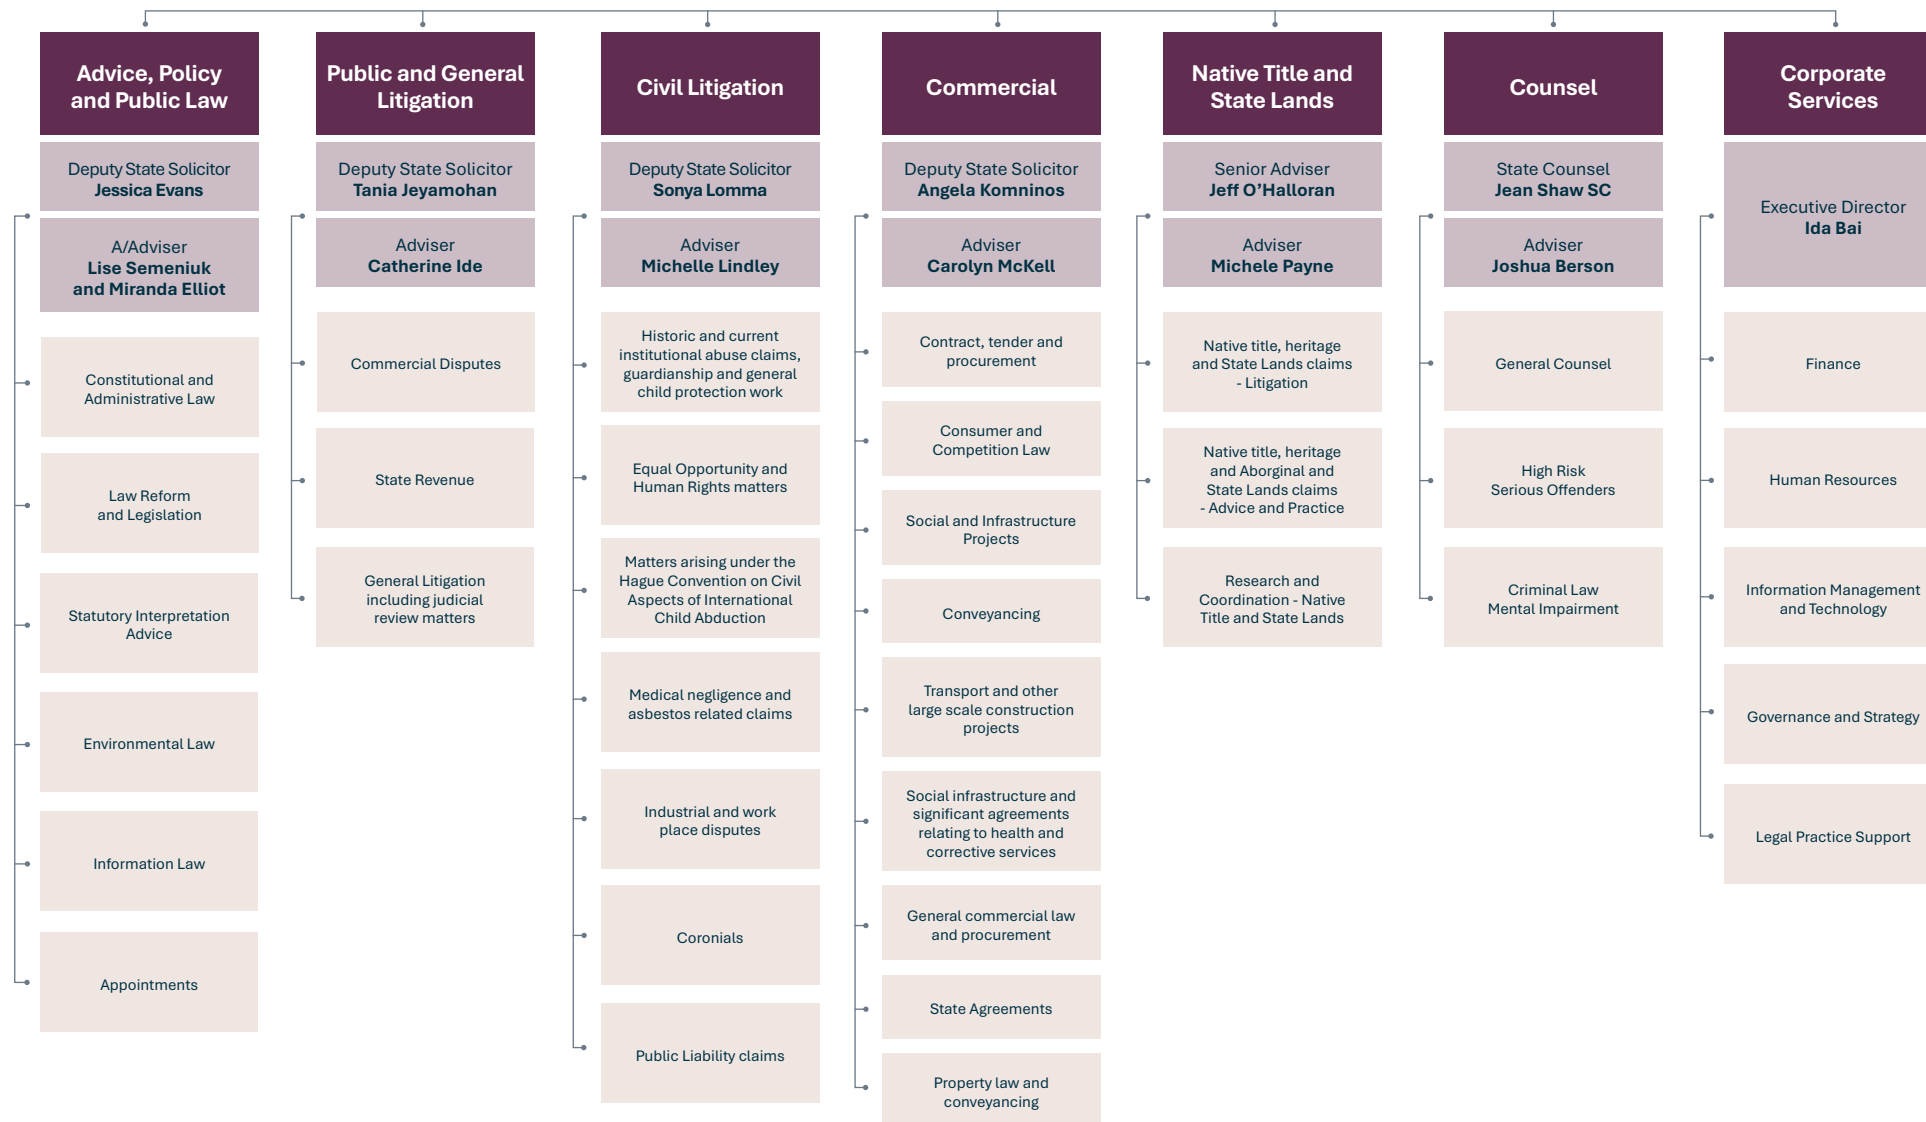 Advice, Policy
and Public Law
Deputy State Solicitor
Jessica Evans
A/Adviser
Lise Semeniuk
and Miranda Elliot
Constitutional and
Administrative Law
Law Reform
and Legislation
Statutory Interpretation
Advice
Environmental Law
Information Law
Appointments
Public and General
Litigation
Deputy State Solicitor
Tania Jeyamohan
Adviser
Catherine Ide
Commercial Disputes
State Revenue
General Litigation
including judicial
review matters
Civil Litigation
Deputy State Solicitor
Sonya Lomma
Adviser
Michelle Lindley
Historic and current
institutional abuse claims,
guardianship and general
child protection work
Equal Opportunity and
Human Rights matters
Matters arising under the
Hague Convention on Civil
Aspects of International
Child Abduction
Medical negligence and
asbestos related claims
Industrial and work
place disputes
Coronials
Public Liability claims
Commercial
Deputy State Solicitor
Angela Komninos
Adviser
Carolyn McKell
Contract, tender and
procurement
Consumer and
Competition Law
Social and Infrastructure
Projects
Conveyancing
Transport and other
large scale construction
projects
Social infrastructure and
significant agreements
relating to health and
corrective services
General commercial law
and procurement
State Agreements
Property law and
conveyancing
Native Title and
State Lands
Senior Adviser
Jeff O’Halloran
Adviser
Michele Payne
Native title, heritage
and State Lands claims
- Litigation
Native title, heritage
and Aborginal and
State Lands claims
- Advice and Practice
Research and
Coordination - Native
Title and State Lands
Counsel
State Counsel
Jean Shaw SC
Adviser
Joshua Berson
General Counsel
High Risk
Serious Offenders
Criminal Law
Mental Impairment
Corporate
Services
Executive Director
Ida Bai
Finance
Human Resources
Information Management
and Technology
Governance and Strategy
Legal Practice Support